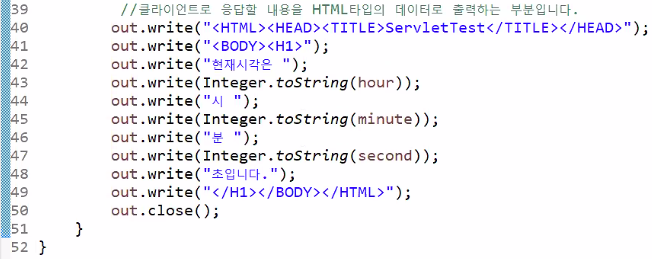 39 //클라이언트로 응답할 내용을 HTML타입의 데이터로 출력하는 부분입니다.
40 out.write("<HTML><HEAD><TITLE>ServletTest</TITLE></HEAD>");
41 out.write("<BODY><H1>");
42 out.write("현재시각은 ");
43 out.write(Integer.toString(hour));
44 out.write("시 ");
45 out.write(Integer.toString(minute));
46 out.write("분 ");
47 out.write(Integer.toString(second));
48 out.write("초입니다.");
49 out.write("</H1></BODY></HTML>");
50 out.close();
51 }
52 }